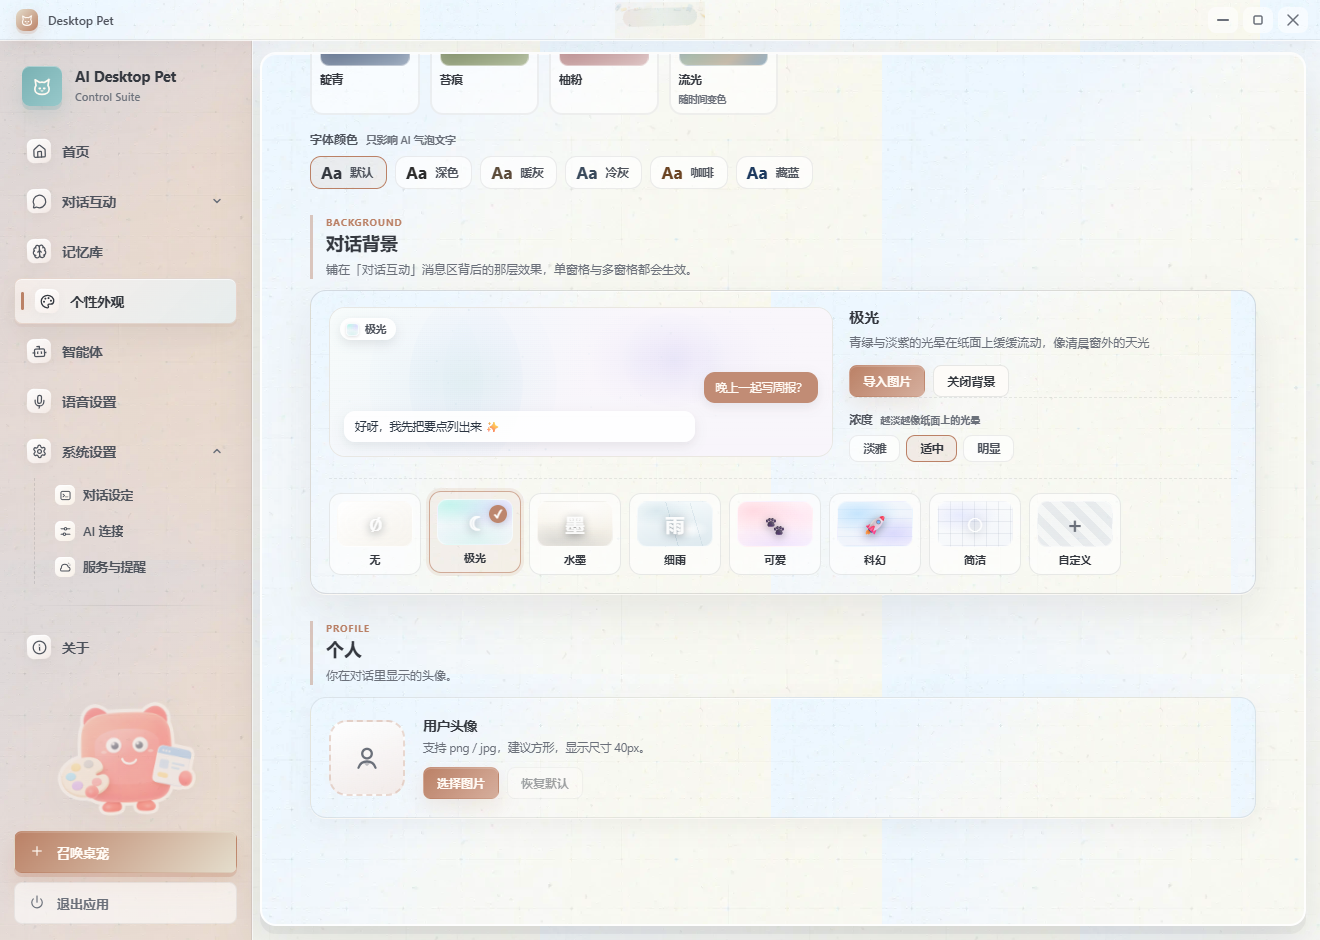 Desktop Pet
AI Desktop Pet
Control Suite
首页
对话互动
记忆库
个性外观
智能体
语音设置
系统设置
对话设定
AI 连接
服务与提醒
关于
召唤桌宠
退出应用
靛青
苔痕
柚粉
流光
随时间变色
字体颜色 只影响 AI 气泡文字
Aa 默认
Aa 深色
Aa 暖灰
Aa 冷灰
Aa 咖啡
Aa 藏蓝
BACKGROUND
对话背景
铺在「对话互动」消息区背后的那层效果，单窗格与多窗格都会生效。
极光
晚上一起写周报？
好呀，我先把要点列出来 ✨
极光
青绿与淡紫的光晕在纸面上缓缓流动，像清晨窗外的天光
导入图片
关闭背景
浓度 越淡越像纸面上的光晕
淡雅
适中
明显
无
极光
墨
水墨
雨
细雨
可爱
科幻
简洁
自定义
PROFILE
个人
你在对话里显示的头像。
用户头像
支持 png / jpg，建议方形，显示尺寸 40px。
选择图片
恢复默认